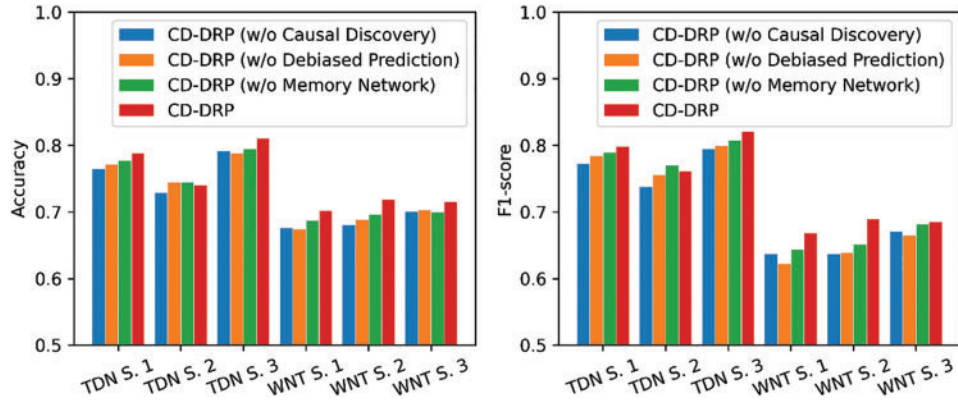 1.0
0.9
0.8
0.7
0.6
0.5
Accuracy
CD-DRP (w/o Causal Discovery)
CD-DRP (w/o Debiased Prediction)
CD-DRP (w/o Memory Network)
CD-DRP
TDN S. 1
TDN S. 2
TDN S. 3
WNT S. 1
WNT S. 2
WNT S. 3
1.0
0.9
0.8
0.7
0.6
0.5
F1-score
CD-DRP (w/o Causal Discovery)
CD-DRP (w/o Debiased Prediction)
CD-DRP (w/o Memory Network)
CD-DRP
TDN S. 1
TDN S. 2
TDN S. 3
WNT S. 1
WNT S. 2
WNT S. 3